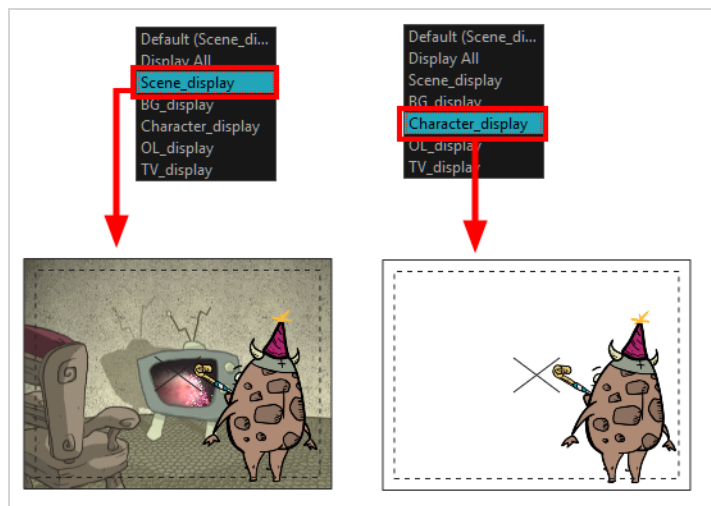 Default (Scene_di...
Display All
Scene_display
BG_display
Character_display
OL_display
TV_display
Default (Scene_di...
Display All
Scene_display
BG_display
Character_display
OL_display
TV_display